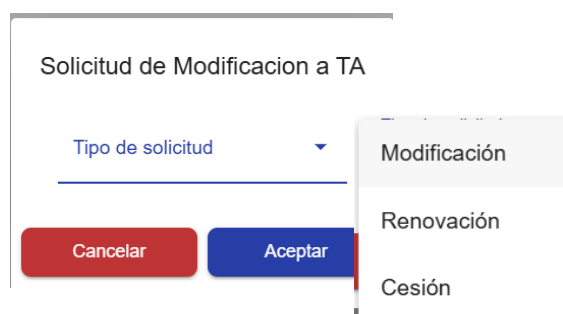 Solicitud de Modificacion a TA
Tipo de solicitud
Cancelar
Aceptar
Modificación
Renovación
Cesión